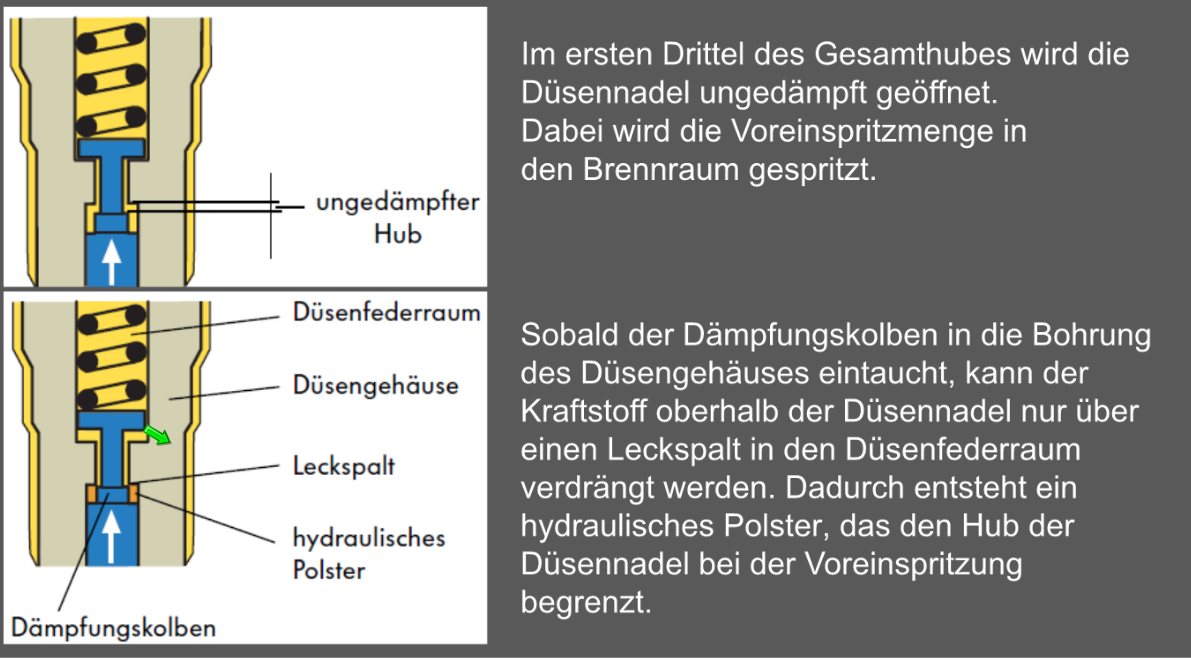 ungedämpfter
Hub
Im ersten Drittel des Gesamthubes wird die
Düsennadel ungedämpft geöffnet.
Dabei wird die Voreinspritzmenge in
den Brennraum gespritzt.
Düsenfederraum
Düsengehäuse
Leckspalt
hydraulisches
Polster
Dämpfungskolben
Sobald der Dämpfungskolben in die Bohrung
des Düsengehäuses eintaucht, kann der
Kraftstoff oberhalb der Düsennadel nur über
einen Leckspalt in den Düsenfederraum
verdrängt werden. Dadurch entsteht ein
hydraulisches Polster, das den Hub der
Düsennadel bei der Voreinspritzung
begrenzt.